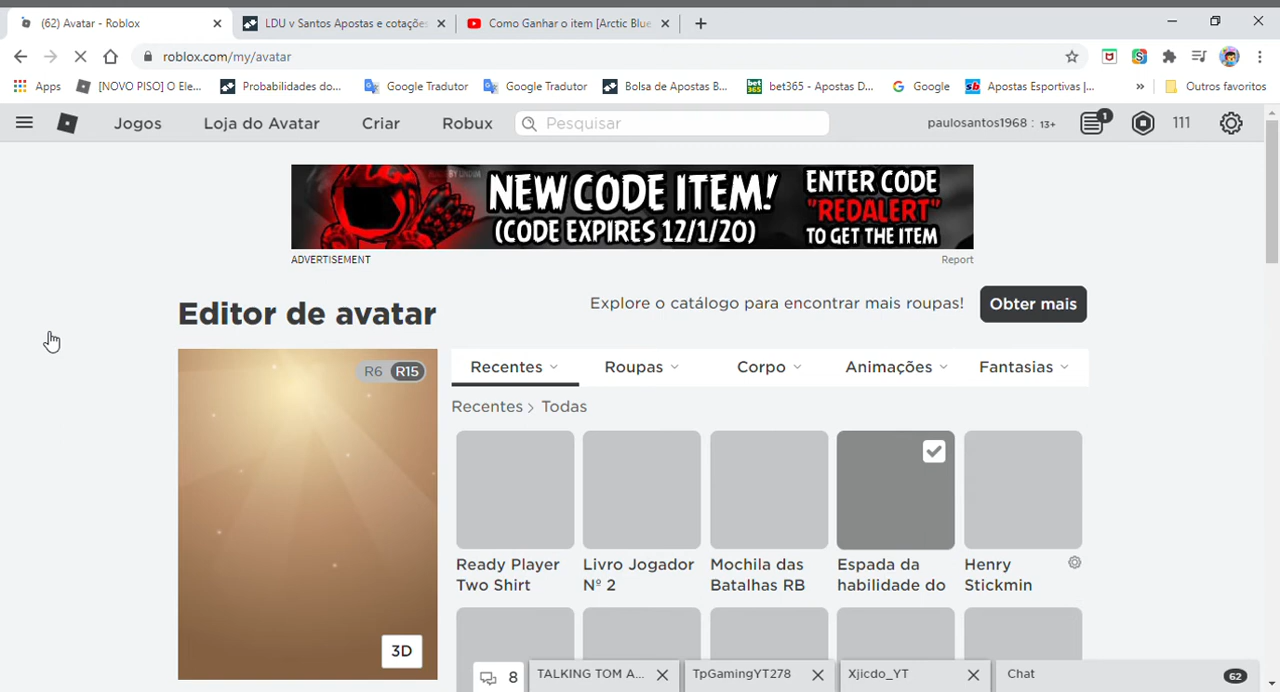 (62) Avatar - Roblox
LDU v Santos Apostas e cotações
Como Ganhar o item [Arctic Blue
roblox.com/my/avatar
Apps
[NOVO PISO] O Ele...
Probabilidades do...
Google Tradutor
Google Tradutor
Bolsa de Apostas B...
bet365 - Apostas D...
Google
Apostas Esportivas |...
Outros favoritos
Jogos
Loja do Avatar
Criar
Robux
Pesquisar
paulosantos1968 : 13+
1
111
NEW CODE ITEM!
(CODE EXPIRES 12/1/20)
ENTER CODE
"REDALERT"
TO GET THE ITEM
ADVERTISEMENT
Report
Editor de avatar
Explore o catálogo para encontrar mais roupas!
Obter mais
R6 R15
3D
Recentes
Roupas
Corpo
Animações
Fantasias
Recentes > Todas
Ready Player
Two Shirt
Livro Jogador
Nº 2
Mochila das
Batalhas RB
Espada da
habilidade do
Henry
Stickmin
8
TALKING TOM A...
TpGamingYT278
Xjicdo_YT
Chat
62